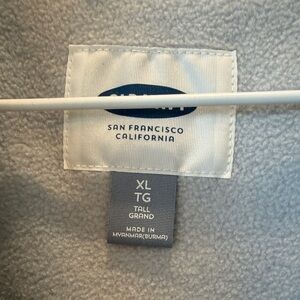 SAN FRANCISCO
CALIFORNIA
XL
TG
TALL
GRAND
MADE IN
MYANMAR(BURMA)